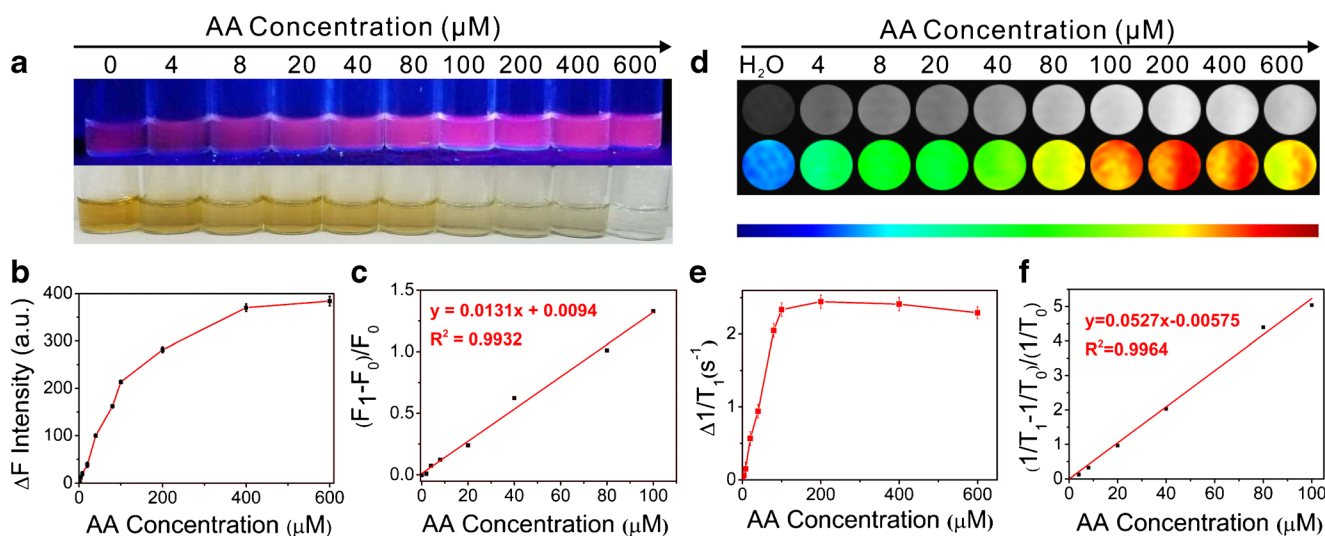 AA Concentration (µM)
a
0 4 8 20 40 80 100 200 400 600
AA Concentration (µM)
d
H₂O 4 8 20 40 80 100 200 400 600
b
ΔF Intensity (a.u.)
400
300
200
100
0
0 200 400 600
AA Concentration (µM)
c
(F₁-F₀)/F₀
1.5
1.0
0.5
0.0
y = 0.0131x + 0.0094
R² = 0.9932
0 20 40 60 80 100
AA Concentration (µM)
e
Δ1/T₁(s⁻¹)
2
1
0
0 200 400 600
AA Concentration (µM)
f
(1/T₁-1/T₀)/(1/T₀)
5
4
3
2
1
0
y=0.0527x-0.00575
R²=0.9964
0 20 40 60 80 100
AA Concentration (µM)